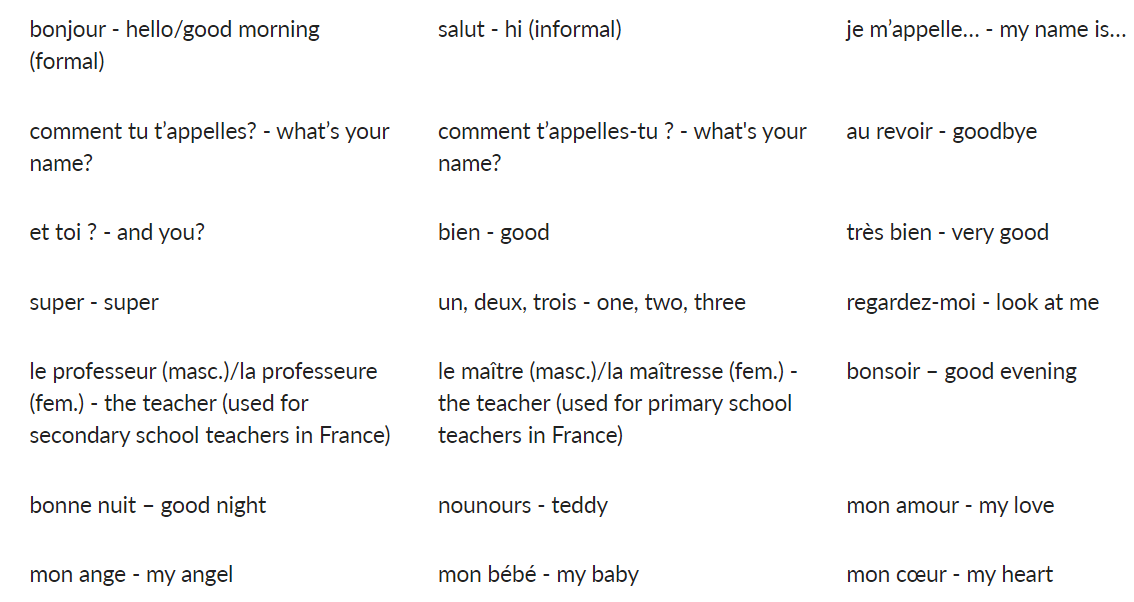 bonjour - hello/good morning
(formal)
salut - hi (informal)
je m’appelle… - my name is…
comment tu t’appelles? - what’s your
name?
comment t’appelles-tu ? - what's your
name?
au revoir - goodbye
et toi ? - and you?
bien - good
très bien - very good
super - super
un, deux, trois - one, two, three
regardez-moi - look at me
le professeur (masc.)/la professeure
(fem.) - the teacher (used for
secondary school teachers in France)
le maître (masc.)/la maîtresse (fem.) -
the teacher (used for primary school
teachers in France)
bonsoir – good evening
bonne nuit – good night
nounours - teddy
mon amour - my love
mon ange - my angel
mon bébé - my baby
mon cœur - my heart